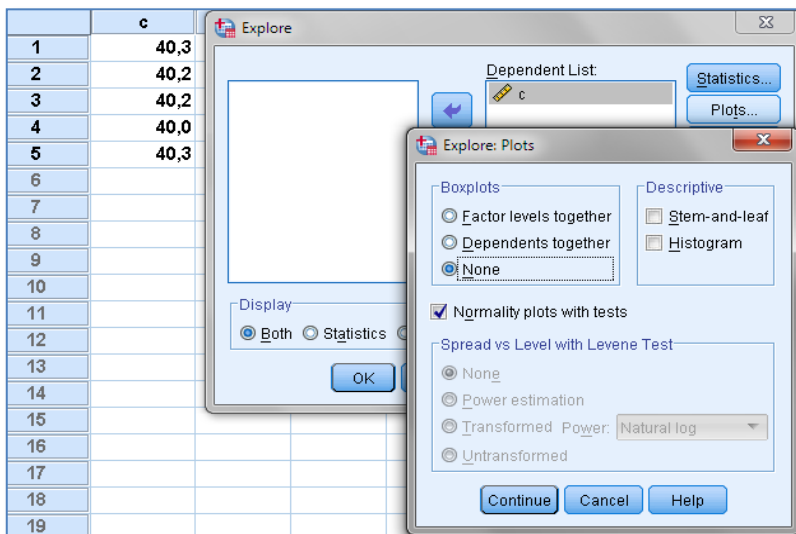 c
1 40,3
2 40,2
3 40,2
4 40,0
5 40,3
6
7
8
9
10
11
12
13
14
15
16
17
18
19
Explore
Dependent List:
c
Statistics...
Plots...
Display
Both Statistics
OK
Explore: Plots
Boxplots
Factor levels together
Dependents together
None
Descriptive
Stem-and-leaf
Histogram
Normality plots with tests
Spread vs Level with Levene Test
None
Power estimation
Transformed Power: Natural log
Untransformed
Continue Cancel Help